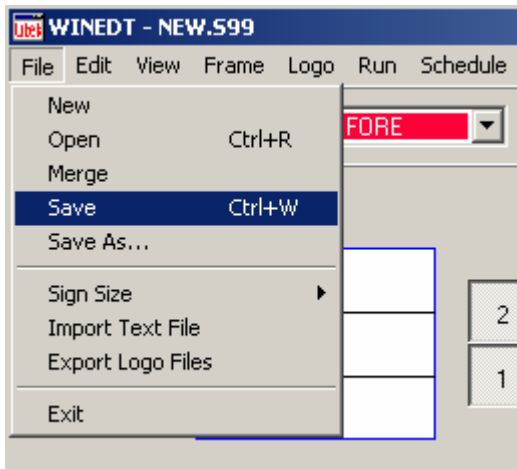 Utek WINEDT - NEW.S99
File Edit View Frame Logo Run Schedule
New
Open Ctrl+R
FORE
Merge
Save Ctrl+W
Save As...
Sign Size
Import Text File
Export Logo Files
Exit
2
1